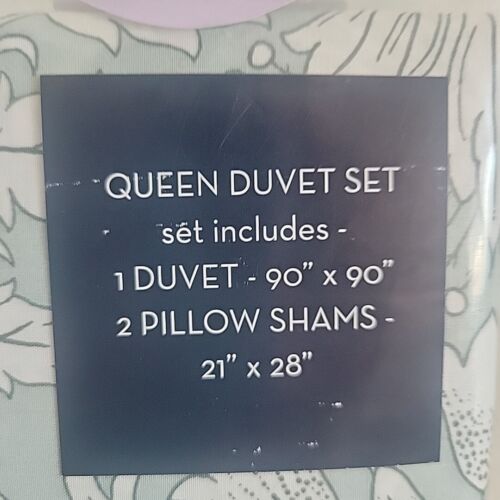 QUEEN DUVET SET
set includes -
1 DUVET - 90" x 90"
2 PILLOW SHAMS -
21" x 28"